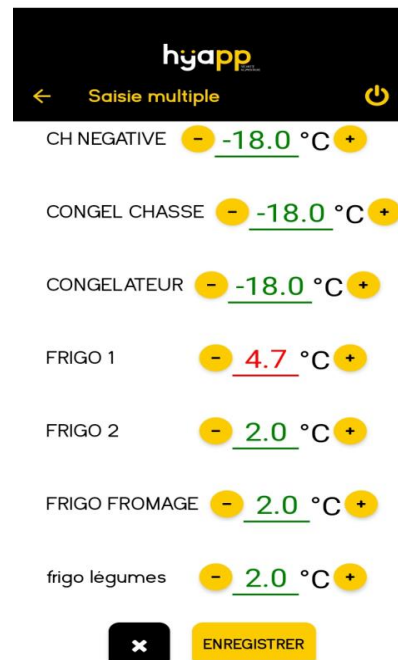 hyapp
← Saisie multiple
CH NEGATIVE - -18.0 °C +
CONGEL CHASSE - -18.0 °C +
CONGELATEUR - -18.0 °C +
FRIGO 1 - 4.7 °C +
FRIGO 2 - 2.0 °C +
FRIGO FROMAGE - 2.0 °C +
frigo légumes - 2.0 °C +
× ENREGISTRER